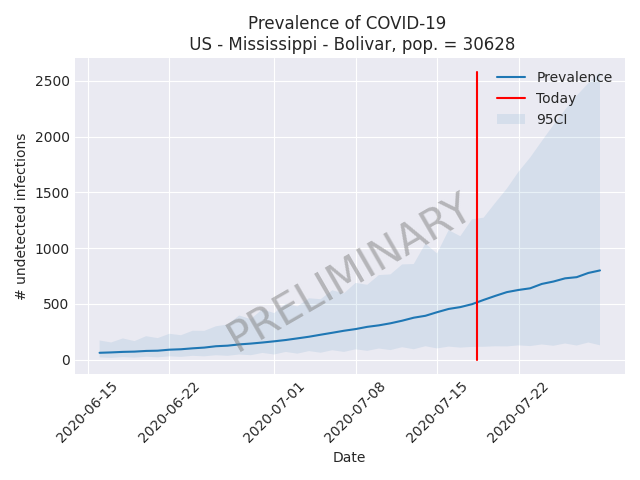 Prevalence of COVID-19
US - Mississippi - Bolivar, pop. = 30628
Prevalence
Today
95CI
PRELIMINARY
# undetected infections
2500
2000
1500
1000
500
0
2020-06-15
2020-06-22
2020-07-01
2020-07-08
2020-07-15
2020-07-22
Date